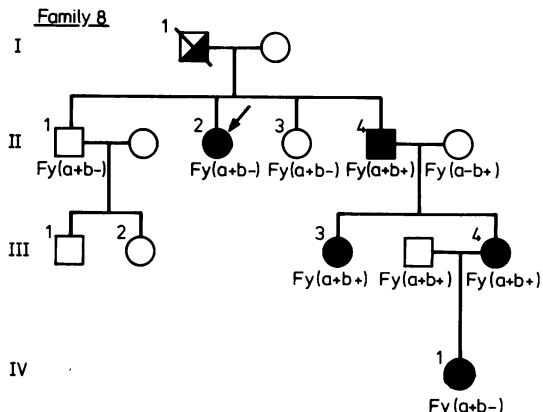 Family 8
I
1
II
1
2
3
4
Fy(a+b-)
Fy(a+b-)
Fy(a+b-)
Fy(a+b+)
Fy(a-b+)
III
1
2
3
4
Fy(a+b+)
Fy(a+b+)
Fy(a+b+)
IV
1
Fy(a+b-)